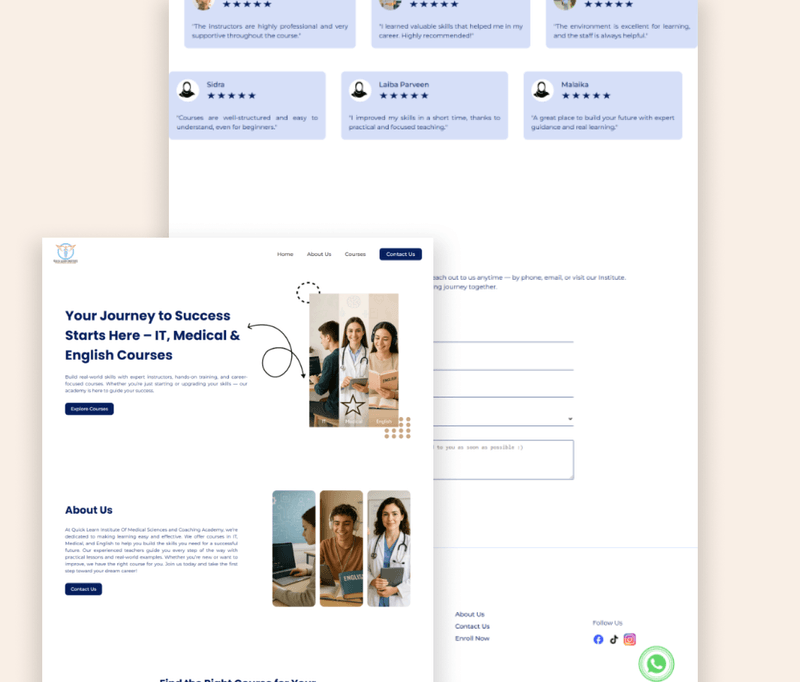 "The Instructors are highly professional and very
supportive throughout the course."
"I learned valuable skills that helped me in my
career. Highly recommended!"
"The environment is excellent for learning,
and the staff is always helpful."
Sidra
"Courses are well-structured and easy to
understand, even for beginners."
Laiba Parveen
"I improved my skills in a short time, thanks to
practical and focused teaching."
Malaika
"A great place to build your future with expert
guidance and real learning."
Home
About Us
Courses
Contact Us
Your Journey to Success
Starts Here – IT, Medical &
English Courses
Build real-world skills with expert instructors, hands-on training, and career-
focused courses. Whether you're just starting or upgrading your skills — our
academy is here to guide your success.
Explore Courses
IT
Medical
English
ENGLISH
each out to us anytime — by phone, email, or visit our Institute.
ng journey together.
to you as soon as possible :)
About Us
At Quick Learn Institute Of Medical Sciences and Coaching Academy, we're
dedicated to making learning easy and effective. We offer courses in IT,
Medical, and English to help you build the skills you need for a successful
future. Our experienced teachers guide you every step of the way with
practical lessons and real-world examples. Whether you're new or want to
improve, we have the right course for you. Join us today and take the first
step toward your dream career!
Contact Us
ENGLISH
About Us
Contact Us
Enroll Now
Follow Us
Find the Right Course for Your